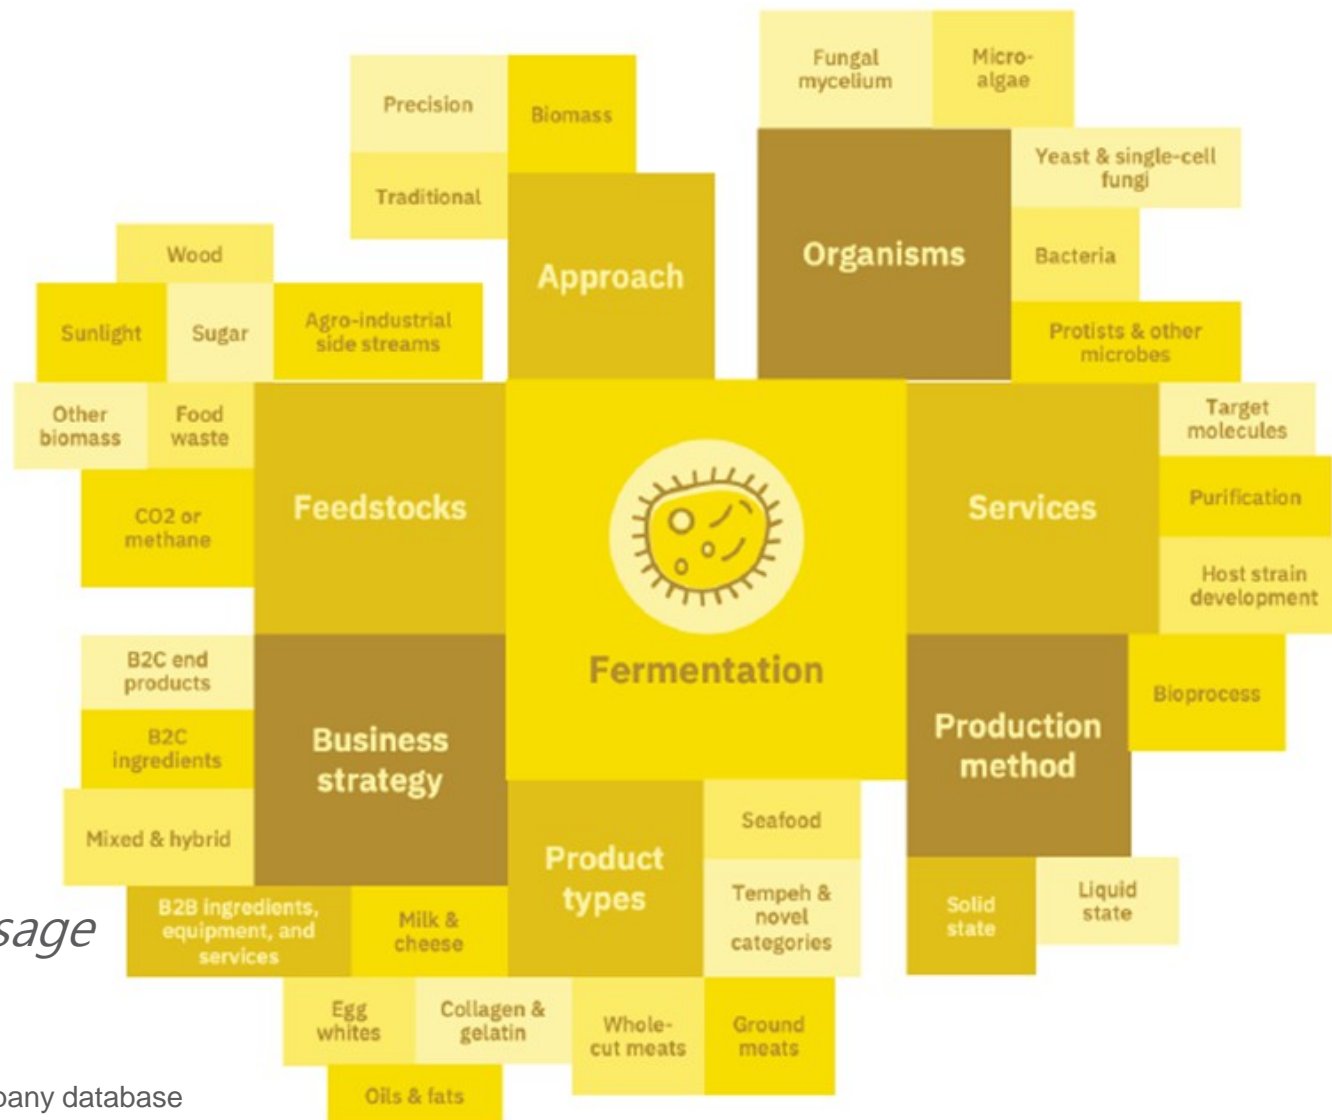 Fungal
mycelium
Micro-
algae
Precision
Biomass
Yeast & single-cell
fungi
Traditional
Organisms
Bacteria
Wood
Approach
Protists & other
microbes
Sunlight
Sugar
Agro-industrial
side streams
Other
biomass
Food
waste
Target
molecules
Feedstocks
Services
Purification
CO2 or
methane
Host strain
development
Fermentation
B2C end
products
Bioprocess
B2C
ingredients
Business
strategy
Production
method
Mixed & hybrid
Product
types
Seafood
B2B ingredients,
equipment, and
services
Milk &
cheese
Tempeh &
novel
categories
Solid
state
Liquid
state
sage
Egg
whites
Collagen &
gelatin
Whole-
cut meats
Ground
meats
Oils & fats
pany database